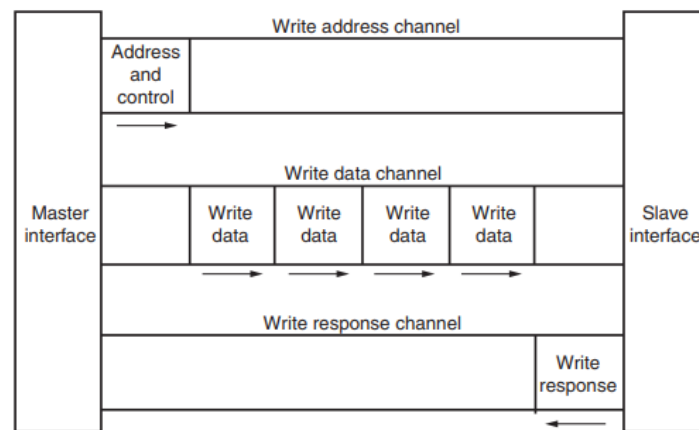 Write address channel
Address
and
control
Write data channel
Master
interface
Write
data
Write
data
Write
data
Write
data
Slave
interface
Write response channel
Write
response